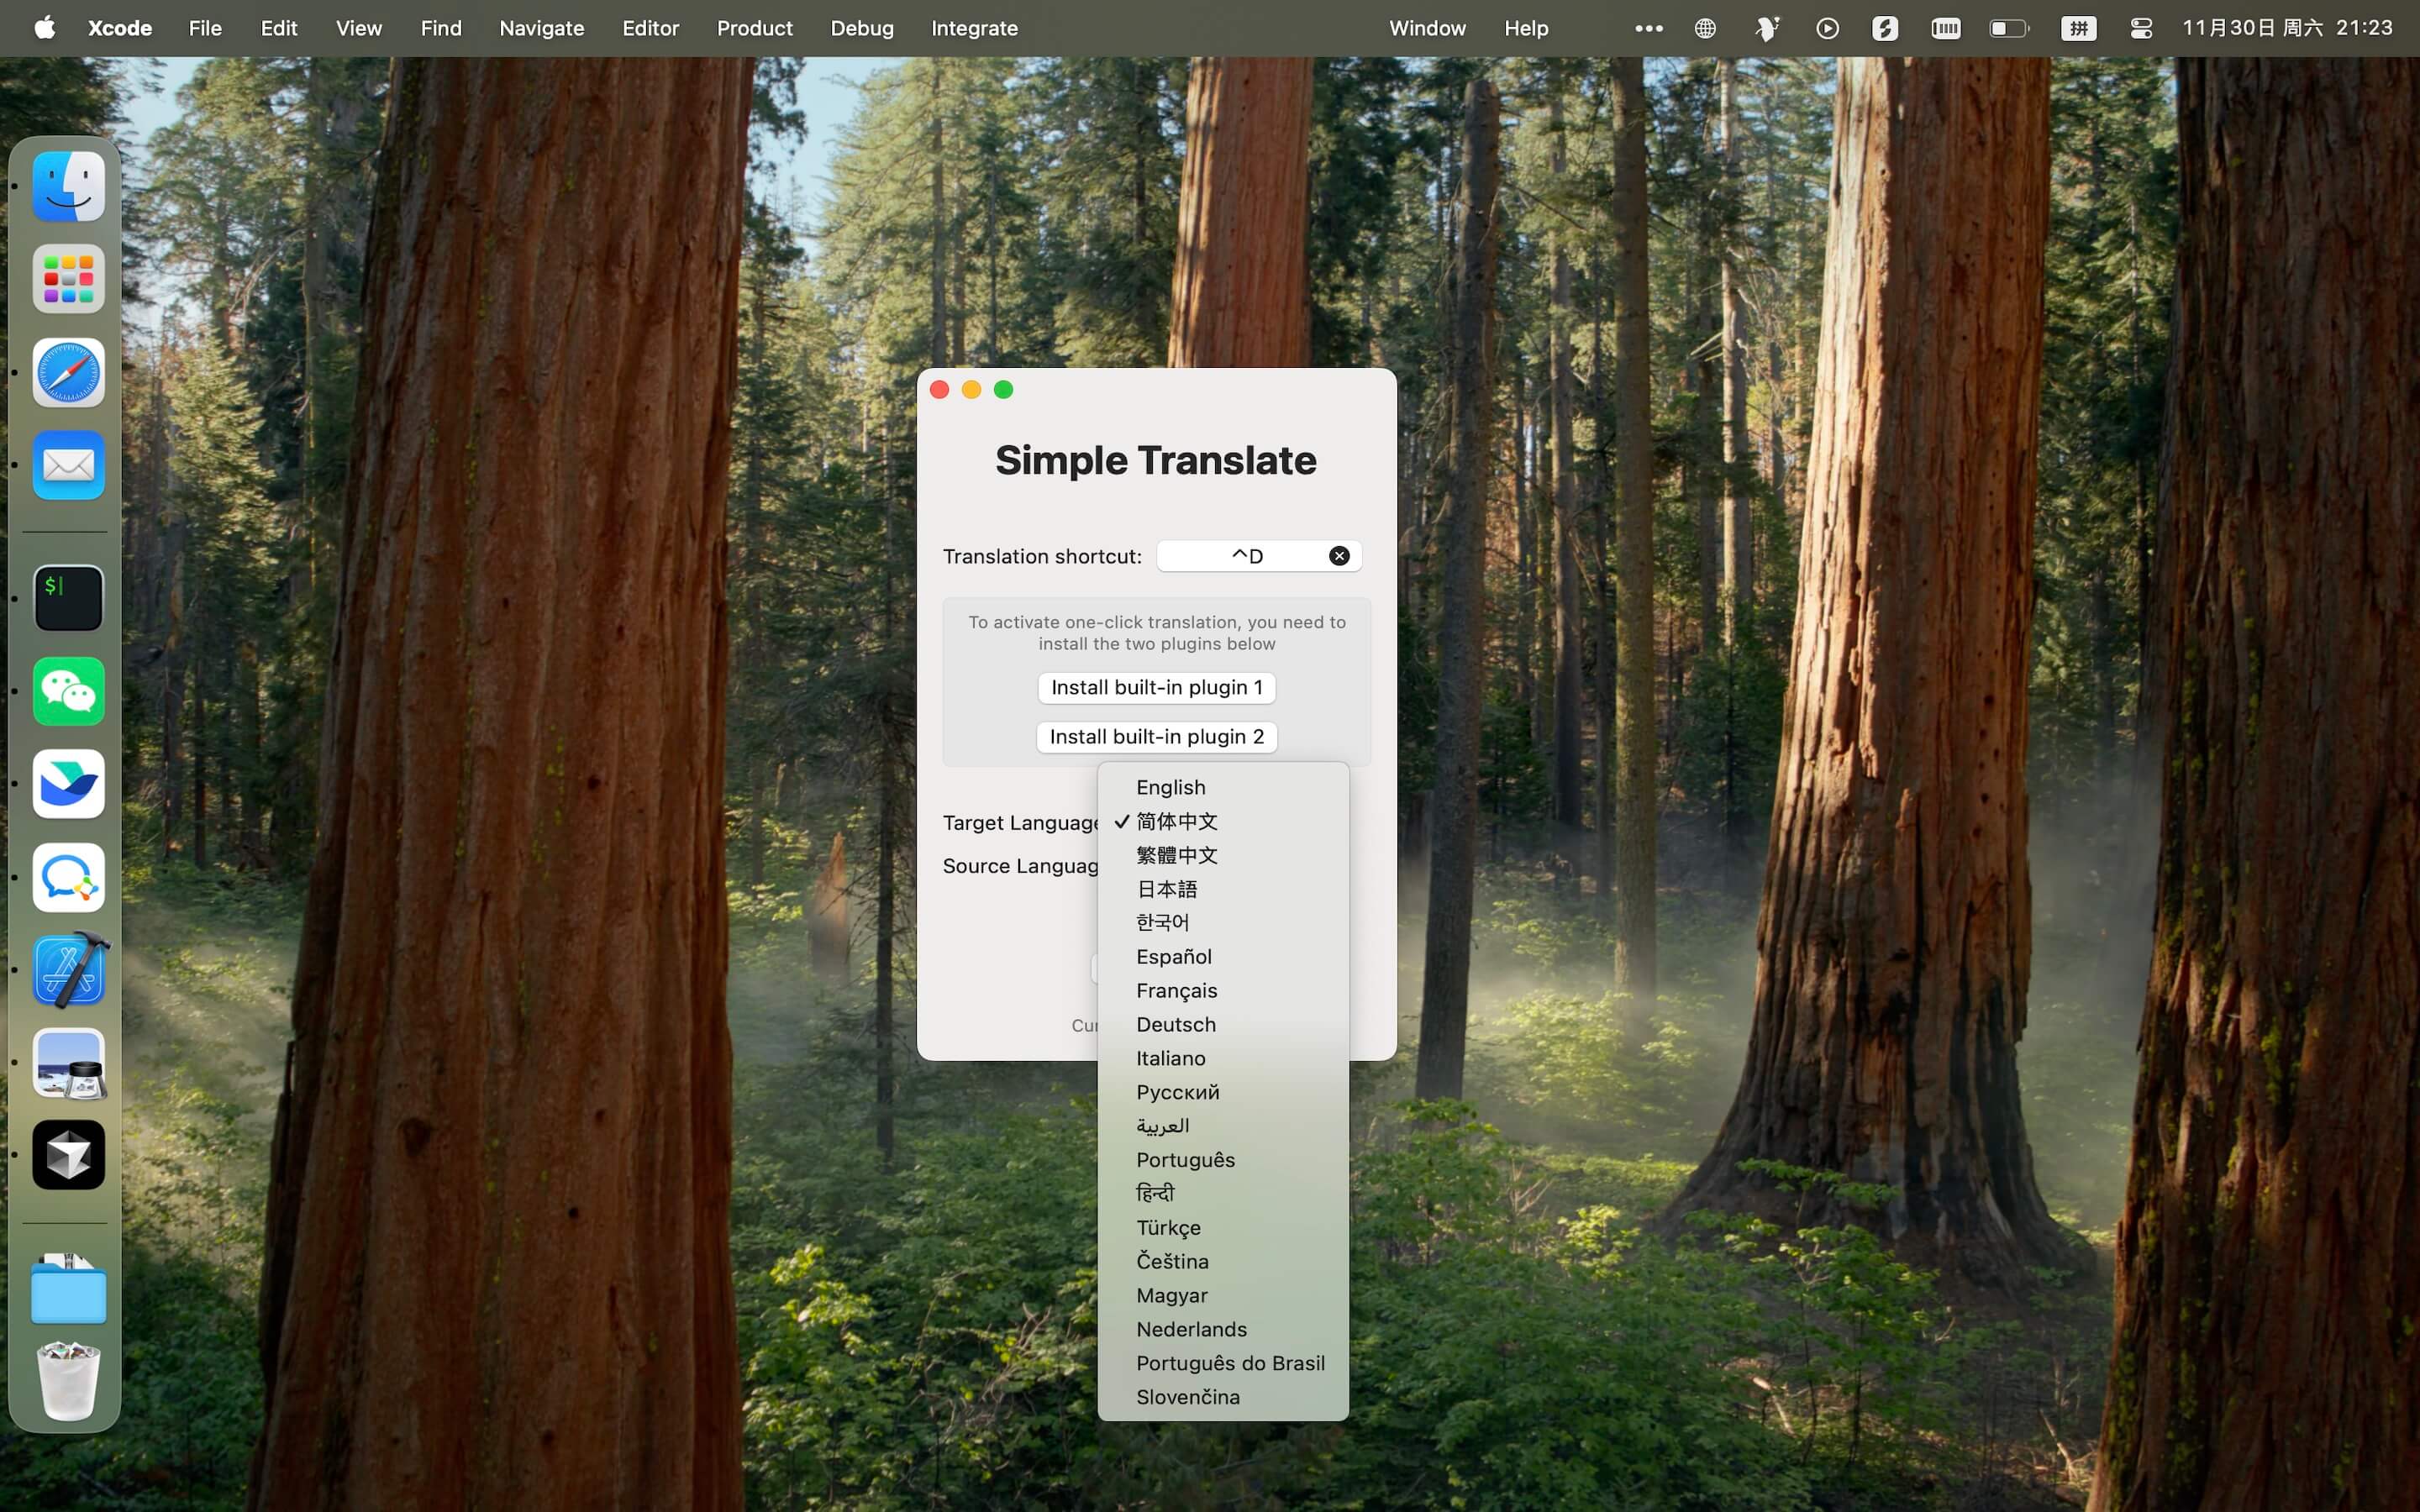 Xcode File Edit View Find Navigate Editor Product Debug Integrate Window Help 拼 11月30日 周六 21:23
$
Simple Translate
Translation shortcut: ^D
To activate one-click translation, you need to
install the two plugins below
Install built-in plugin 1
Install built-in plugin 2
English
Target Language
✓ 简体中文
繁體中文
Source Languag
日本語
한국어
Español
Français
Cur
Deutsch
Italiano
Русский
العربية
Português
हिन्दी
Türkçe
Čeština
Magyar
Nederlands
Português do Brasil
Slovenčina